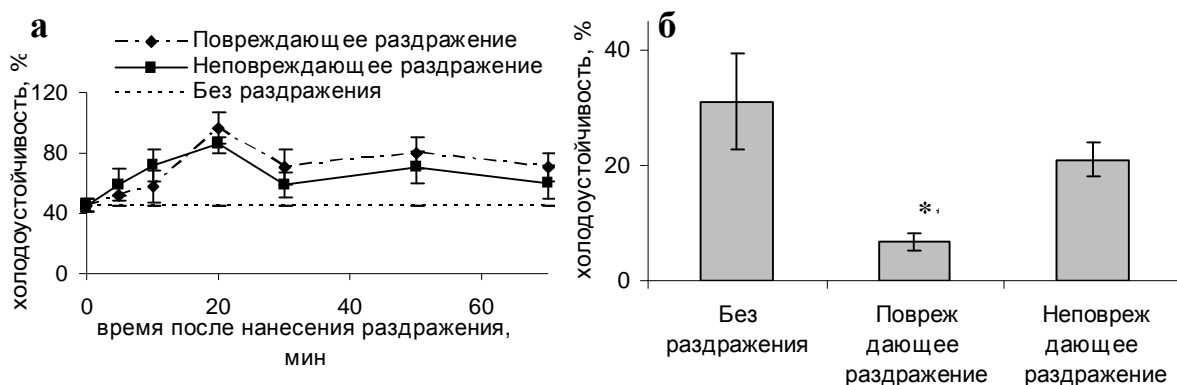 а
Повреждающее раздражение
Неповреждающее раздражение
Без раздражения
холодоустойчивость, %
120
80
40
0
0
20
40
60
время после нанесения раздражения,
мин
б
холодоустойчивость, %
40
20
0
*
Без
раздражения
Повреж
дающее
раздражение
Неповреж
дающее
раздражение